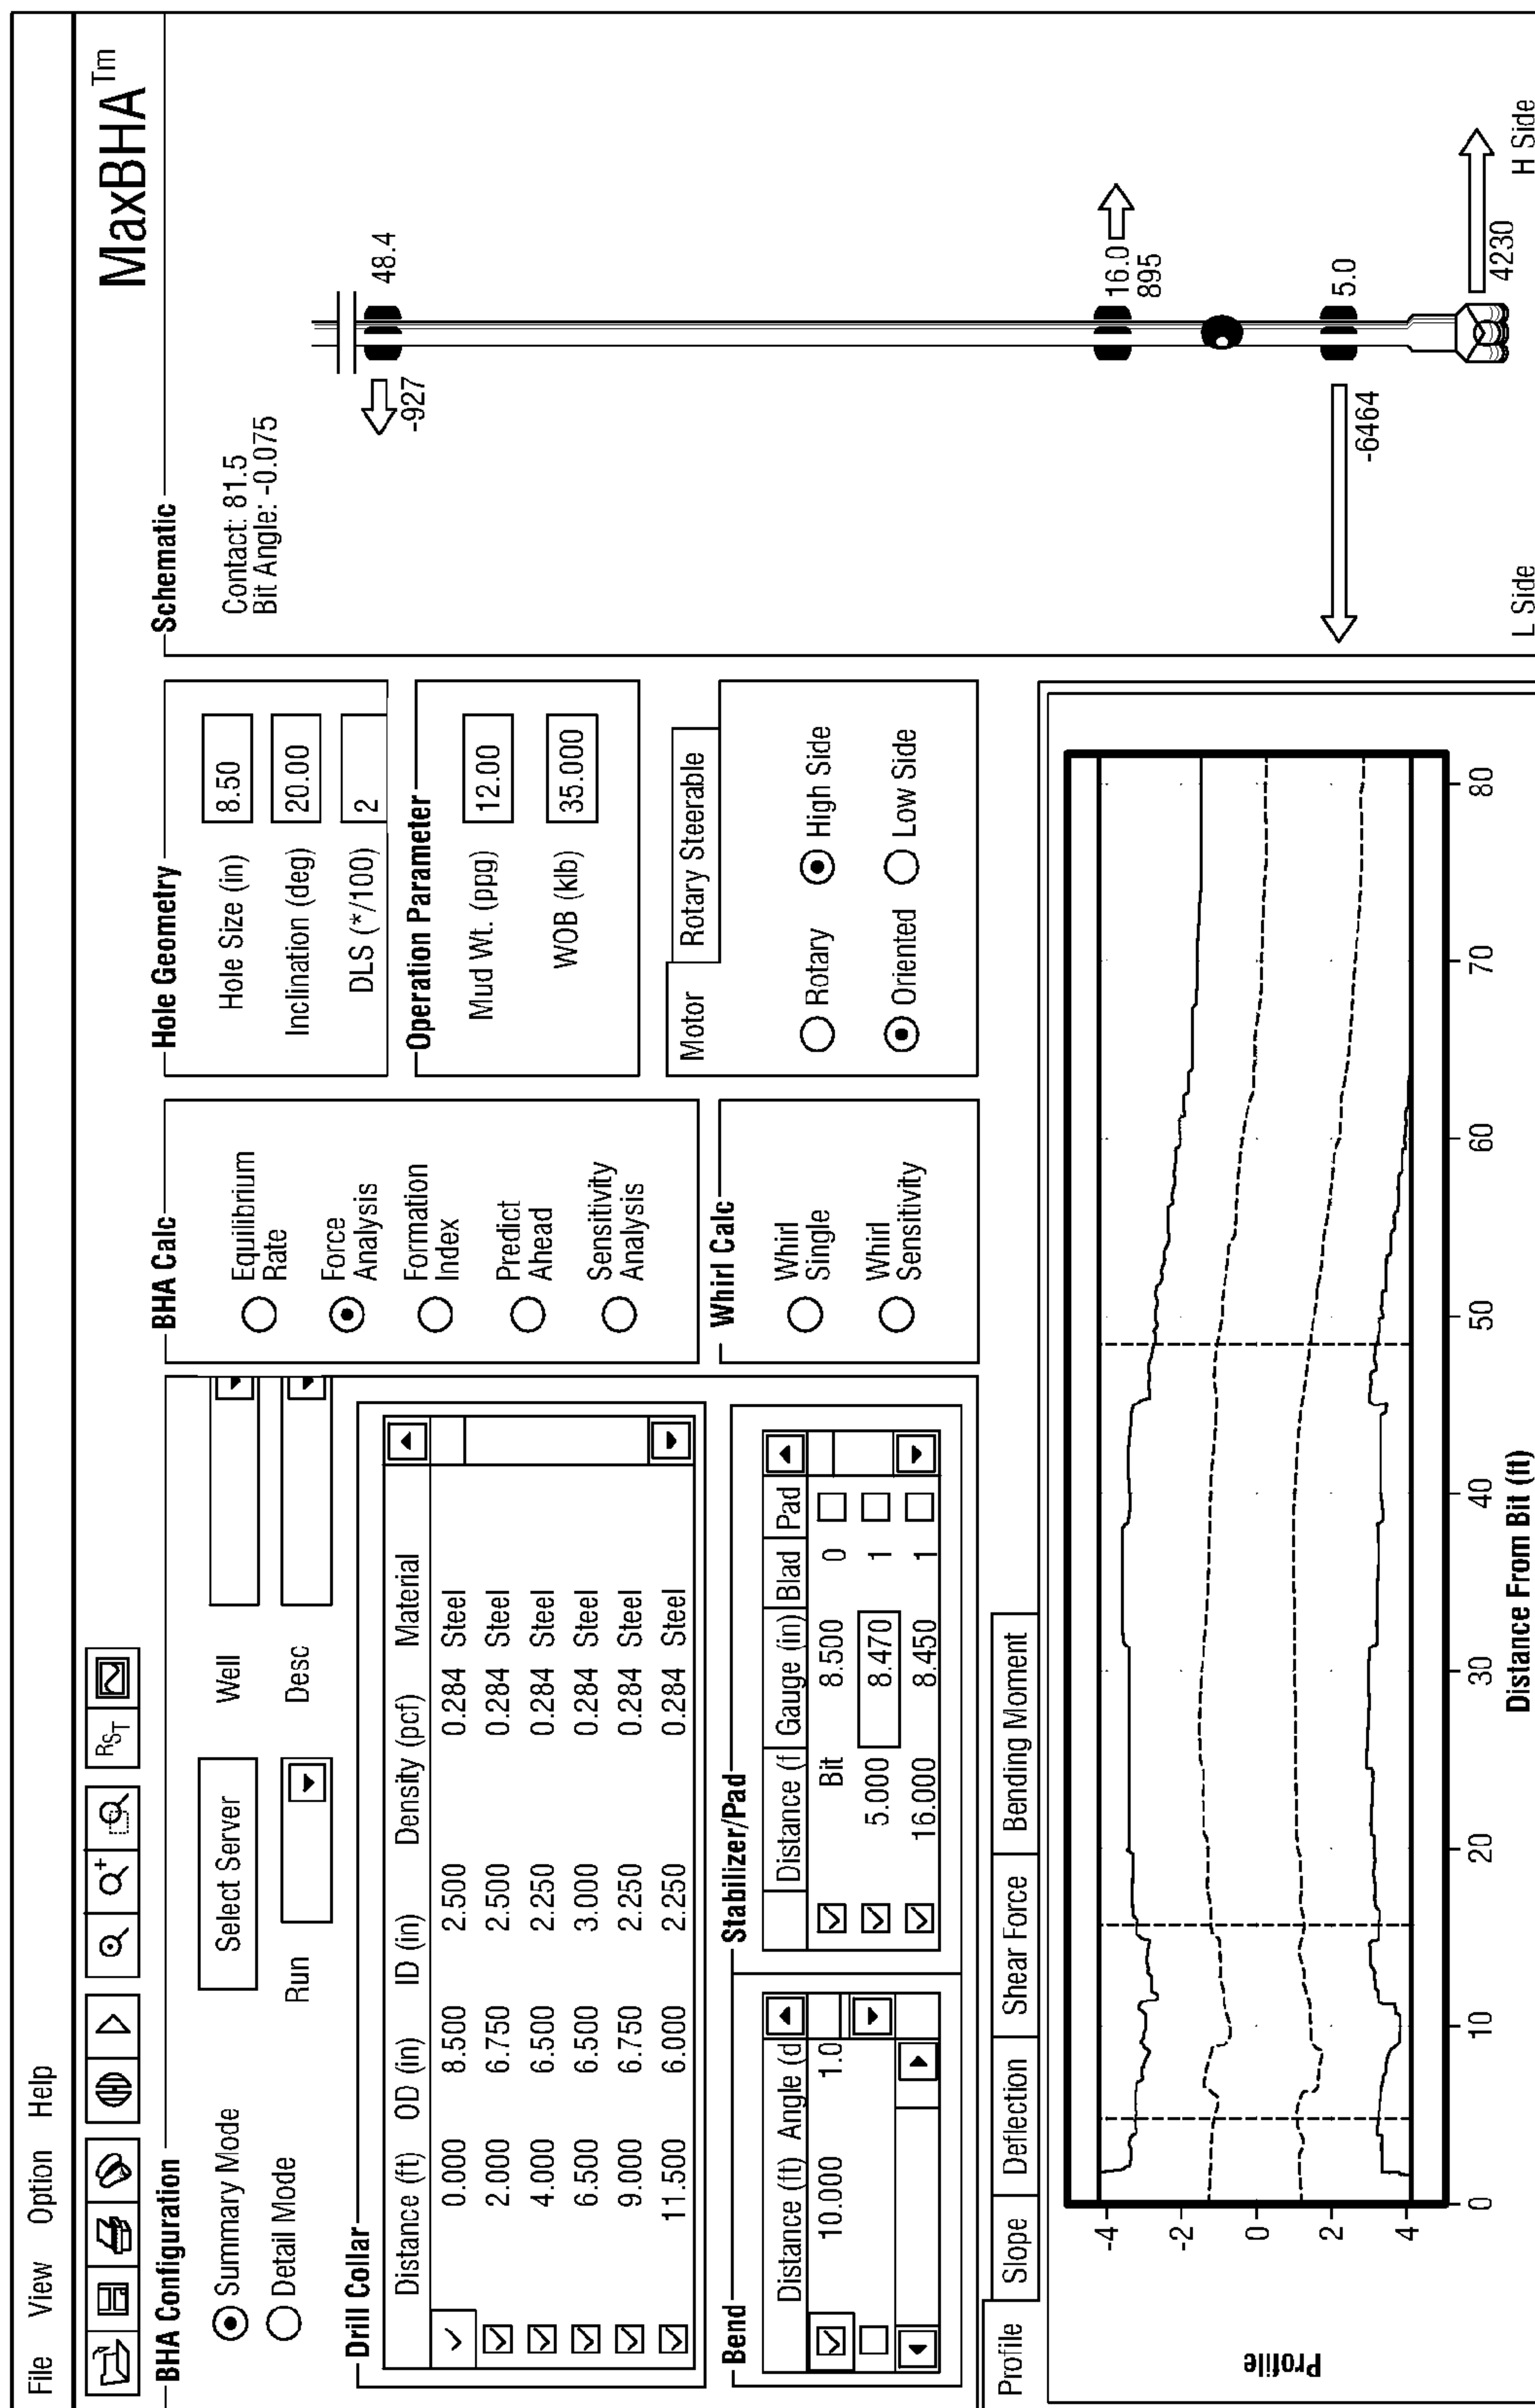 File View Option Help
MaxBHA™
RST
BHA Configuration
Summary Mode
Detail Mode
Select Server
Run
Well
Desc
Drill Collar
Distance (ft) OD (in) ID (in) Density (pcf) Material
0.000 8.500 2.500 0.284 Steel
2.000 6.750 2.500 0.284 Steel
4.000 6.500 2.250 0.284 Steel
6.500 6.500 3.000 0.284 Steel
9.000 6.750 2.250 0.284 Steel
11.500 6.000 2.250 0.284 Steel
Bend
Distance (ft) Angle (d
10.000 1.0
Stabilizer/Pad
Distance (f Gauge (in) Blad Pad
Bit 8.500 0
5.000 8.470 1
16.000 8.450 1
BHA Calc
Equilibrium
Rate
Force
Analysis
Formation
Index
Predict
Ahead
Sensitivity
Analysis
Whirl Calc
Whirl
Single
Whirl
Sensitivity
Hole Geometry
Hole Size (in) 8.50
Inclination (deg) 20.00
DLS (*/100) 2
Operation Parameter
Mud Wt. (ppg) 12.00
WOB (klb) 35.000
Motor Rotary Steerable
Rotary High Side
Oriented Low Side
Schematic
Contact: 81.5
Bit Angle: -0.075
48.4
-927
16.0
895
5.0
-6464
4230
L Side H Side
Profile Slope Deflection Shear Force Bending Moment
Profile
-4
-2
0
2
4
0 10 20 30 40 50 60 70 80
Distance From Bit (ft)